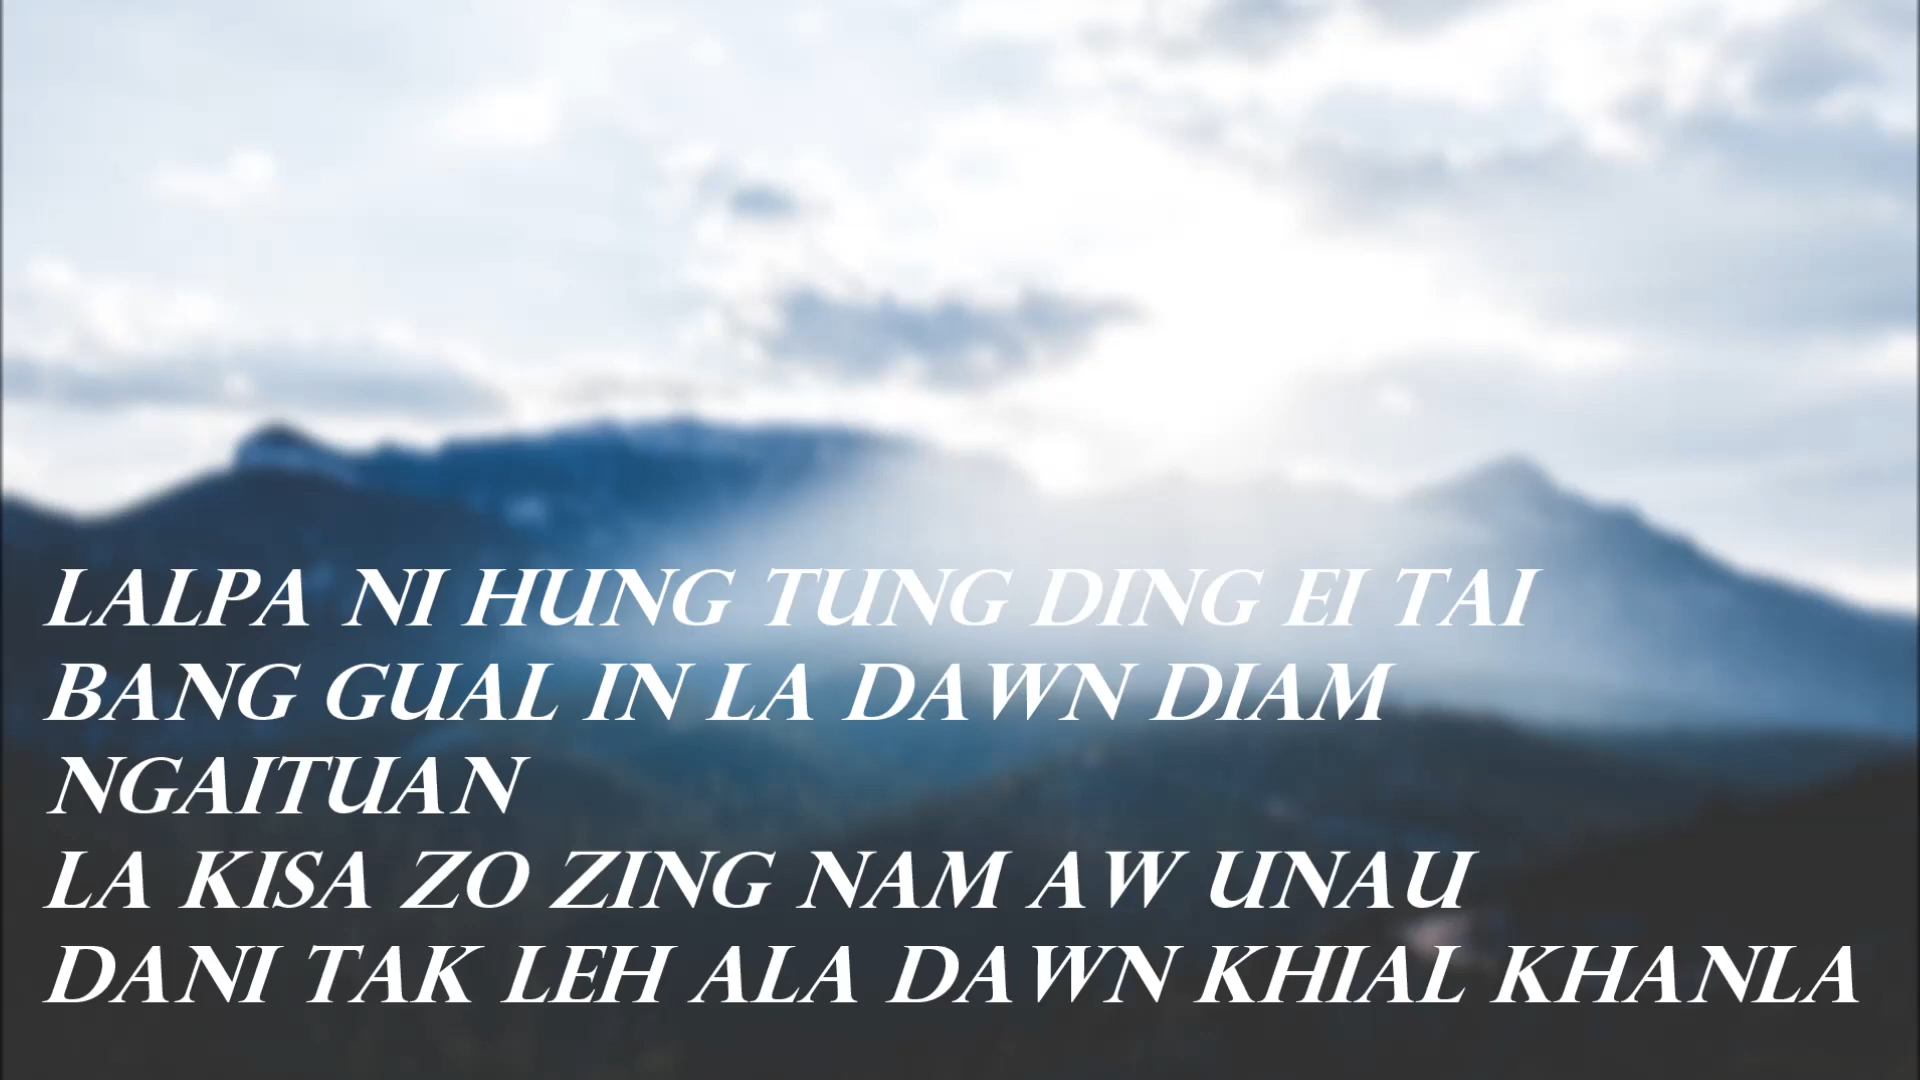 LALPA NI HUNG TUNG DING EI TAI
BANG GUAL IN LA DAWN DIAM
NGAITUAN
LA KISA ZO ZING NAM AW UNAU
DANI TAK LEH ALA DAWN KHIAL KHANLA